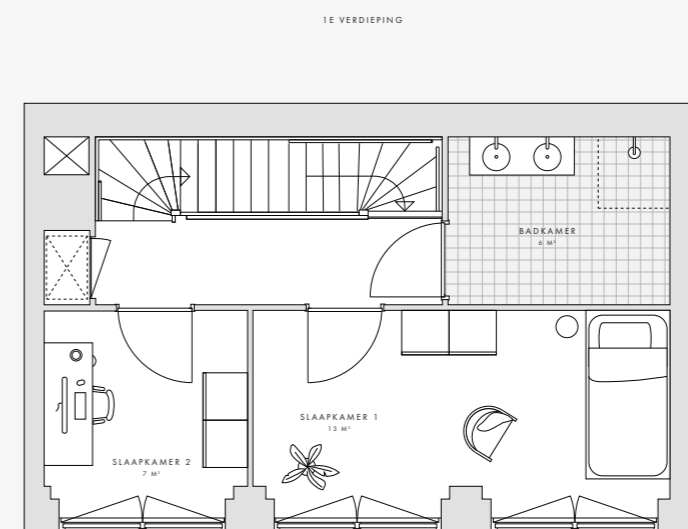 1E VERDIEPING
BADKAMER
6 M²
SLAAPKAMER 1
13 M²
SLAAPKAMER 2
7 M²